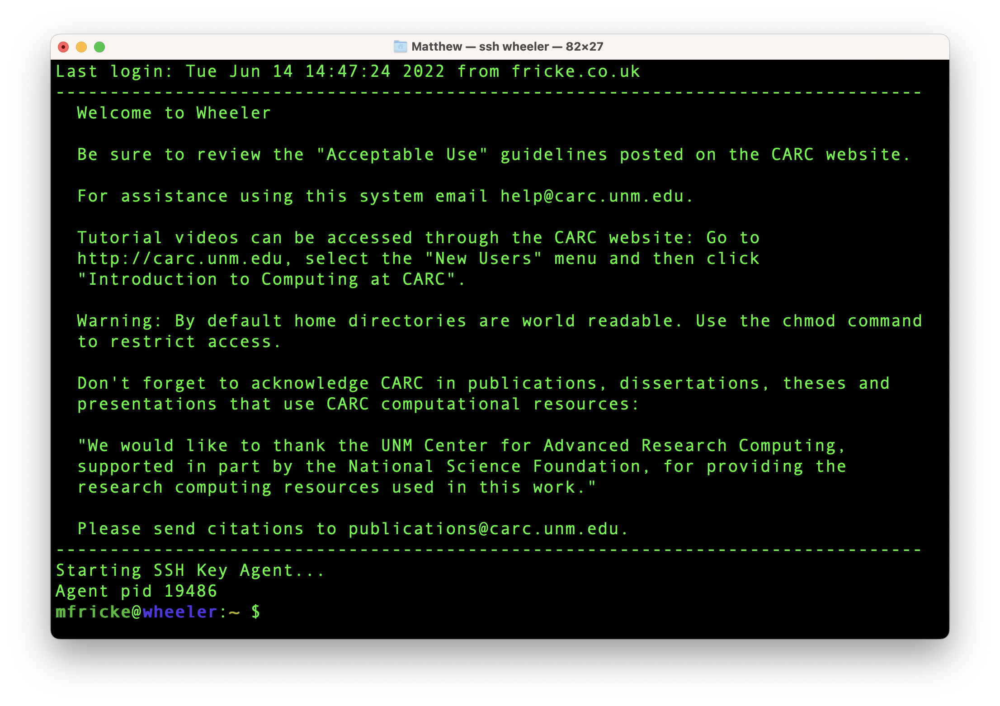 Matthew — ssh wheeler — 82×27
Last login: Tue Jun 14 14:47:24 2022 from fricke.co.uk
----------------------------------------------------------------------------
Welcome to Wheeler
Be sure to review the "Acceptable Use" guidelines posted on the CARC website.
For assistance using this system email help@carc.unm.edu.
Tutorial videos can be accessed through the CARC website: Go to
http://carc.unm.edu, select the "New Users" menu and then click
"Introduction to Computing at CARC".
Warning: By default home directories are world readable. Use the chmod command
to restrict access.
Don't forget to acknowledge CARC in publications, dissertations, theses and
presentations that use CARC computational resources:
"We would like to thank the UNM Center for Advanced Research Computing,
supported in part by the National Science Foundation, for providing the
research computing resources used in this work."
Please send citations to publications@carc.unm.edu.
----------------------------------------------------------------------------
Starting SSH Key Agent...
Agent pid 19486
mfricke@wheeler:~ $